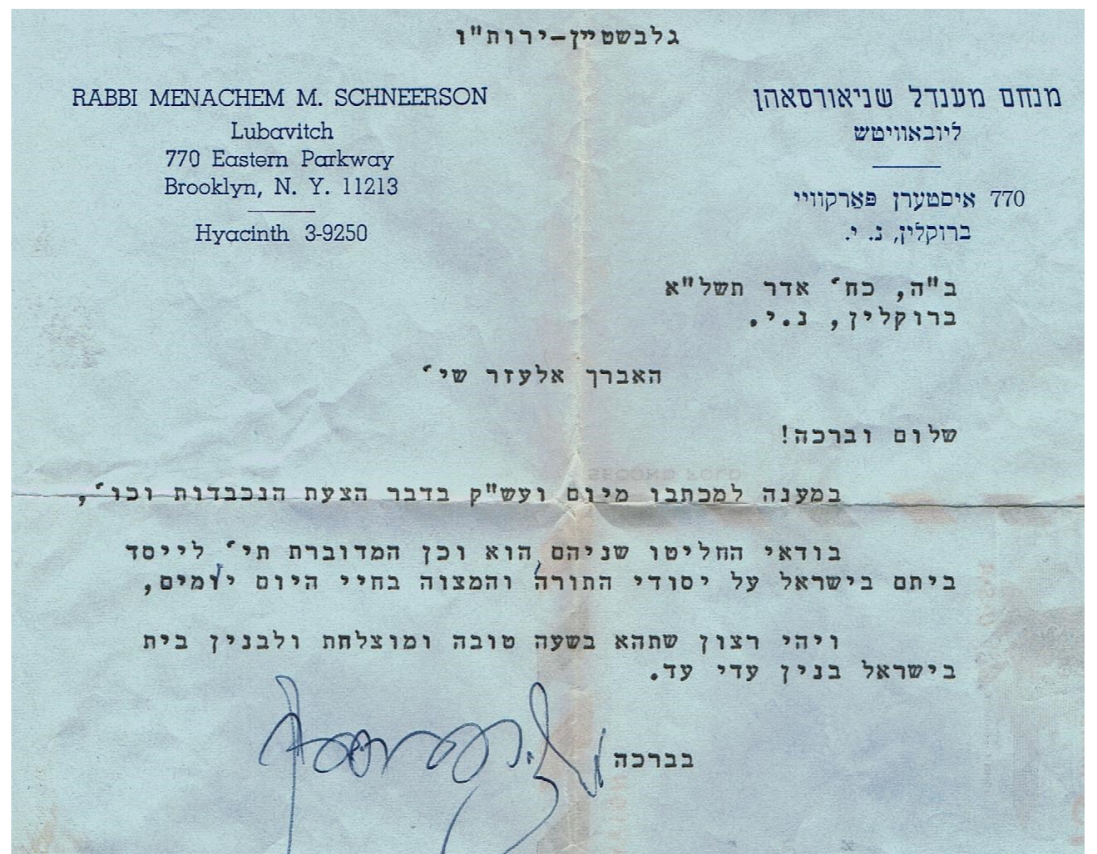 גלבשטיין-ירות"ו
RABBI MENACHEM M. SCHNEERSON
Lubavitch
770 Eastern Parkway
Brooklyn, N. Y. 11213
Hyacinth 3-9250
מנחם מענדל שניאורסאהן
ליובאוויטש
770 איסטערן פּאַרקוויי
ברוקלין, נ. י.
ב"ה, כח' אדר תשל"א
ברוקלין, נ.י.
האברך אלעזר שי'
שלום וברכה!
במענה למכתבו מיום ועש"ק בדבר הצעת הנכבדות וכו',
בודאי החליטו שניהם, הוא וכן המדוברת תי' לייסד
ביתם בישראל על יסודי התורה והמצוה בחיי היום יומים,
ויהי רצון שתהא בשעה טובה ומוצלחת ולבנין בית
בישראל בנין עדי עד.
בברכה